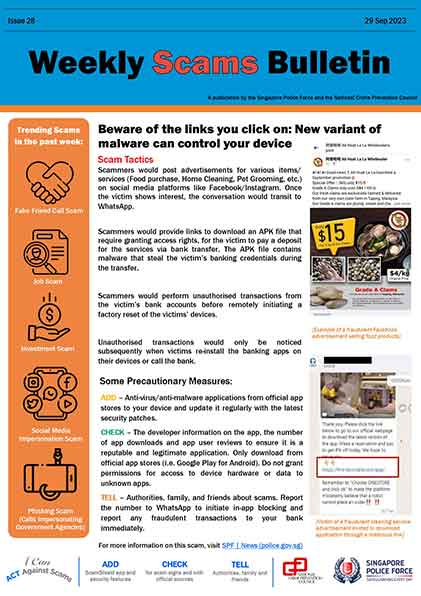 Issue 28
29 Sep 2023
Weekly Scams Bulletin
A publication by the Singapore Police Force and the National Crime Prevention Council
Trending Scams
in the past week:
Fake Friend Call Scam
Job Scam
Investment Scam
Social Media
Impersonation Scam
Phishing Scam
(Calls Impersonating
Government Agencies)
Beware of the links you click on: New variant of
malware can control your device
Scam Tactics
Scammers would post advertisements for various items/
services (Food purchase, Home Cleaning, Pet Grooming, etc.)
on social media platforms like Facebook/Instagram. Once
the victim shows interest, the conversation would transit to
WhatsApp.
Scammers would provide links to download an APK file that
require granting access rights, for the victim to pay a deposit
for the services via bank transfer. The APK file contains
malware that steal the victim's banking credentials during
the transfer.
Scammers would perform unauthorised transactions from
the victim's bank accounts before remotely initiating a
factory reset of the victims' devices.
Unauthorised transactions would only be noticed
subsequently when victims re-install the banking apps on
their devices or call the bank.
Some Precautionary Measures:
ADD – Anti-virus/anti-malware applications from official app
stores to your device and update it regularly with the latest
security patches.
CHECK – The developer information on the app, the number
of app downloads and app user reviews to ensure it is a
reputable and legitimate application. Only download from
official app stores (i.e. Google Play for Android). Do not grant
permissions for access to device hardware or data to
unknown apps.
TELL – Authorities, family, and friends about scams. Report
the number to WhatsApp to initiate in-app blocking and
report any fraudulent transactions to your bank
immediately.
For more information on this scam, visit SPF | News (police.gov.sg)
Ah Huat La La Wholesaler
$15
$4/kg
Grade A Clams
[Example of a fraudulent Facebook
advertisement selling food products]
Thank you. Please click the link
below to go to our official webpage
to download the latest version of
the app. Make a reservation and pay
[Victim of a fraudulent cleaning service
advertisement invited to download
application through a malicious link]
I Can
ACT Against Scams
ADD
ScamShield app and
security features
CHECK
for scam signs and with
official sources
TELL
Authorities, family and
friends
NATIONAL
CRIME PREVENTION
COUNCIL
SINGAPORE
POLICE FORCE